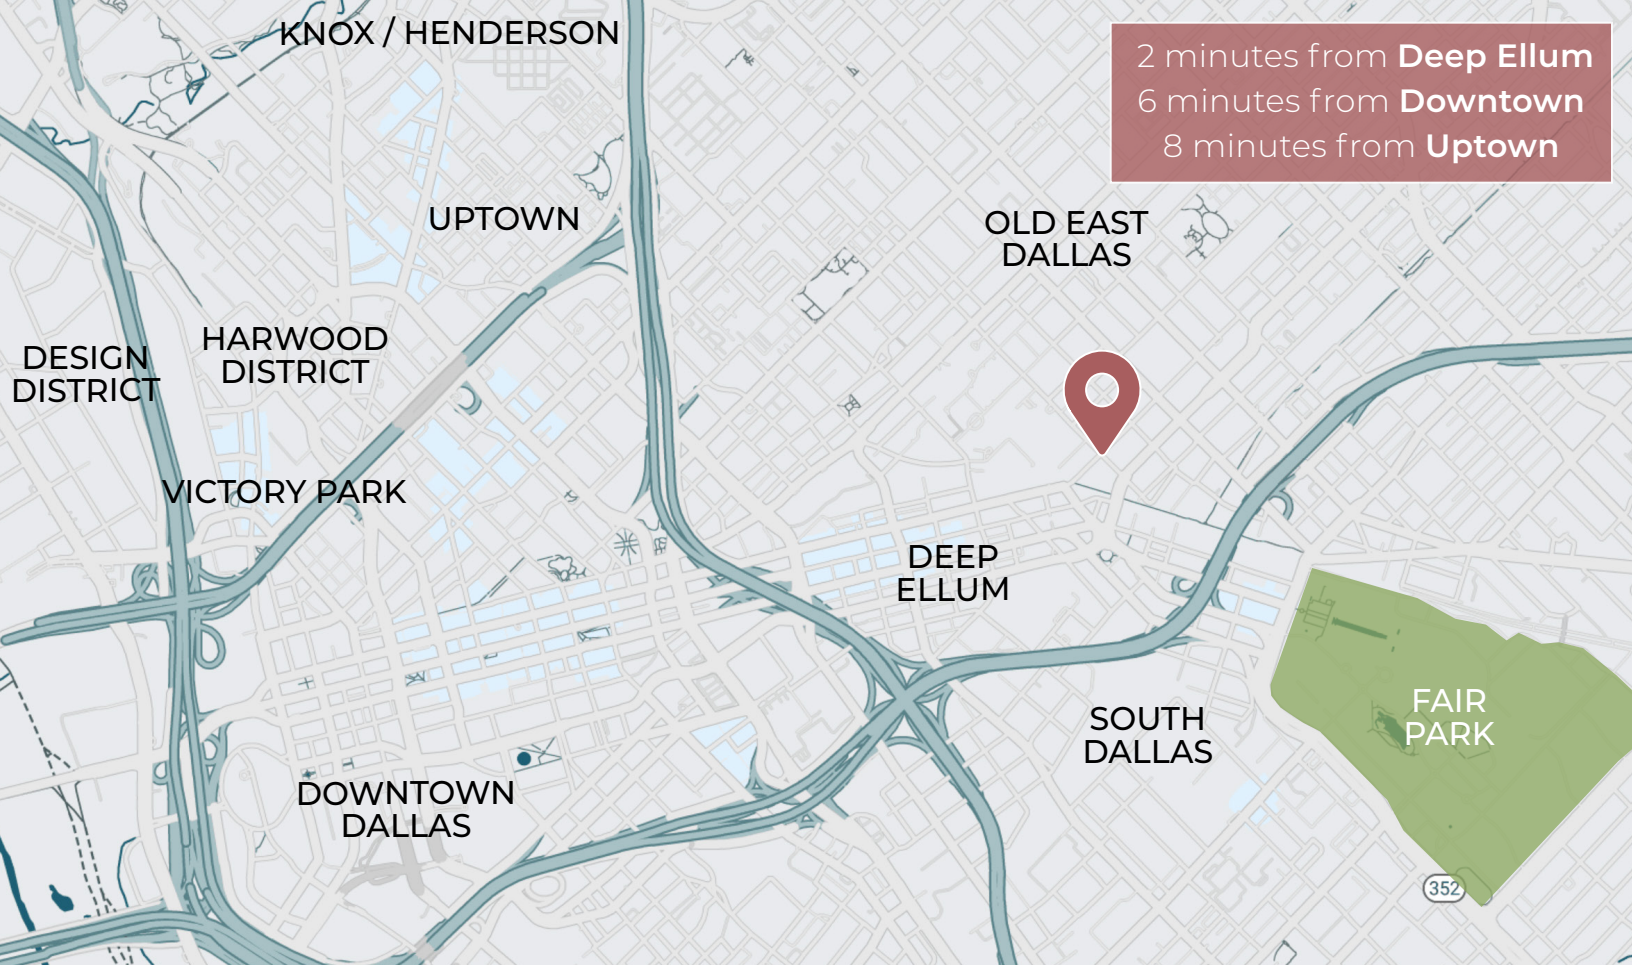 KNOX / HENDERSON
2 minutes from Deep Ellum
6 minutes from Downtown
8 minutes from Uptown
UPTOWN
OLD EAST
DALLAS
HARWOOD
DISTRICT
DESIGN
DISTRICT
VICTORY PARK
DEEP
ELLUM
FAIR
PARK
SOUTH
DALLAS
DOWNTOWN
DALLAS
352